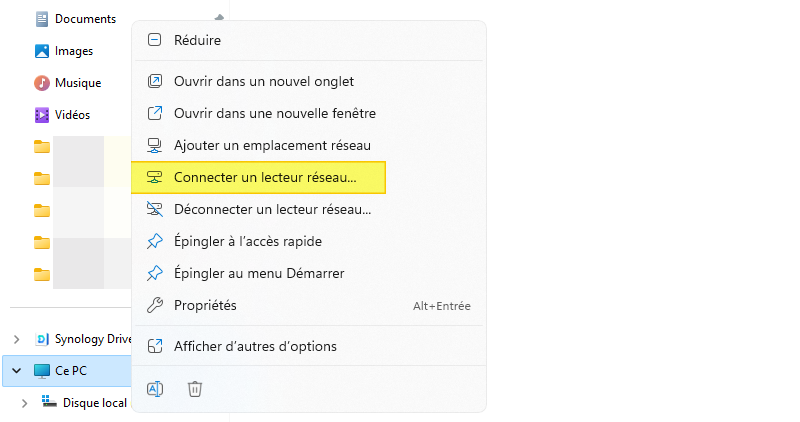 Documents
Images
Musique
Vidéos
Synology Drive
Ce PC
Disque local
Réduire
Ouvrir dans un nouvel onglet
Ouvrir dans une nouvelle fenêtre
Ajouter un emplacement réseau
Connecter un lecteur réseau...
Déconnecter un lecteur réseau...
Épingler à l'accès rapide
Épingler au menu Démarrer
Propriétés Alt+Entrée
Afficher d'autres d'options